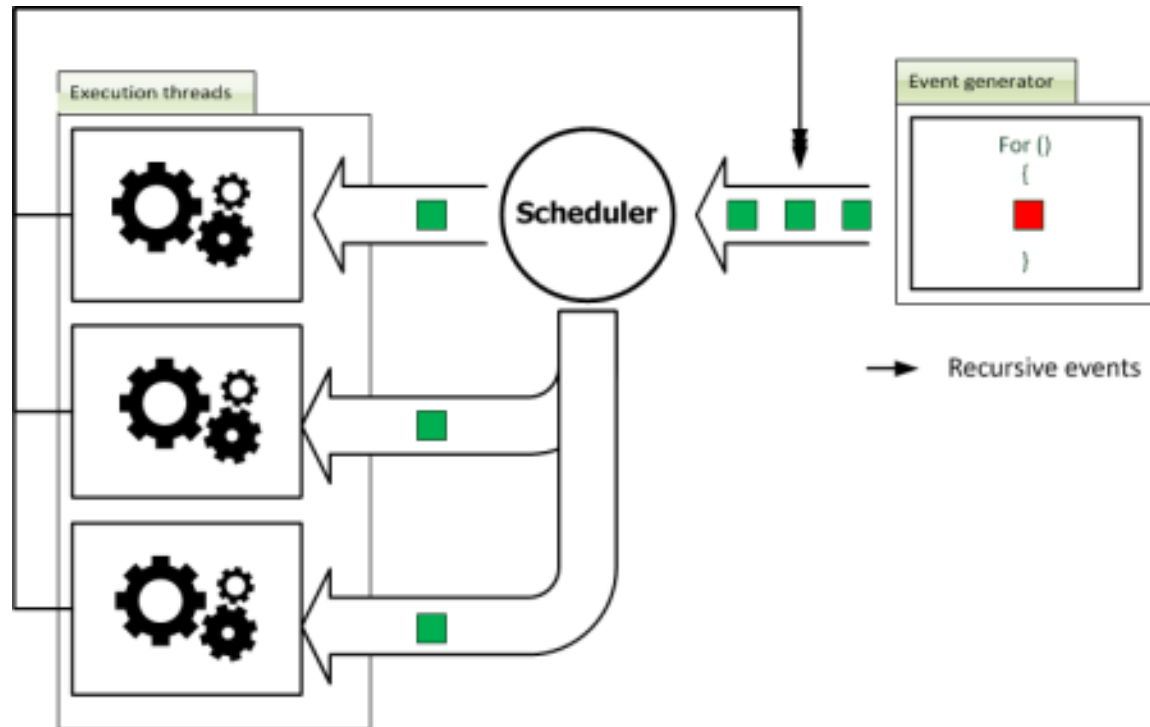 Execution threads
Event generator
For ()
{
}
Scheduler
Recursive events